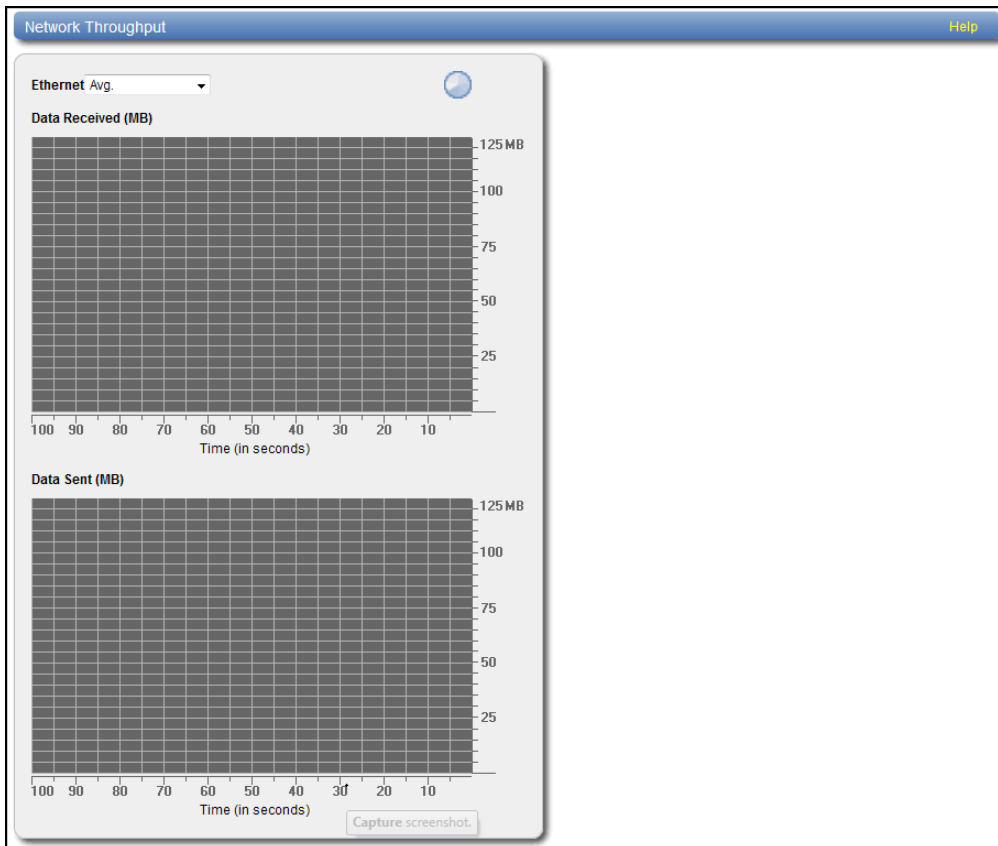 Network Throughput Help
Ethernet Avg.
Data Received (MB)
125 MB
100
75
50
25
100 90 80 70 60 50 40 30 20 10
Time (in seconds)
Data Sent (MB)
125 MB
100
75
50
25
100 90 80 70 60 50 40 30 20 10
Time (in seconds)
Capture screenshot.